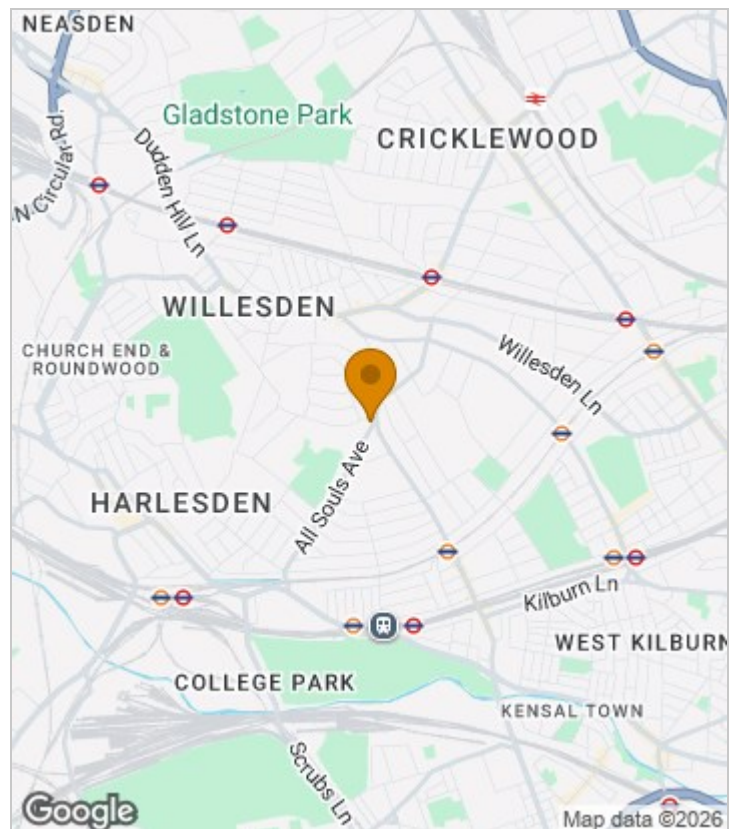 NEASDEN
Gladstone Park
CRICKLEWOOD
N Circular Rd
Dudden Hill Ln
WILLESDEN
CHURCH END &
ROUNDWOOD
Willesden Ln
All Souls Ave
HARLESDEN
Kilburn Ln
WEST KILBURN
COLLEGE PARK
KENSAL TOWN
Scrubs Ln
Google
Map data ©2026